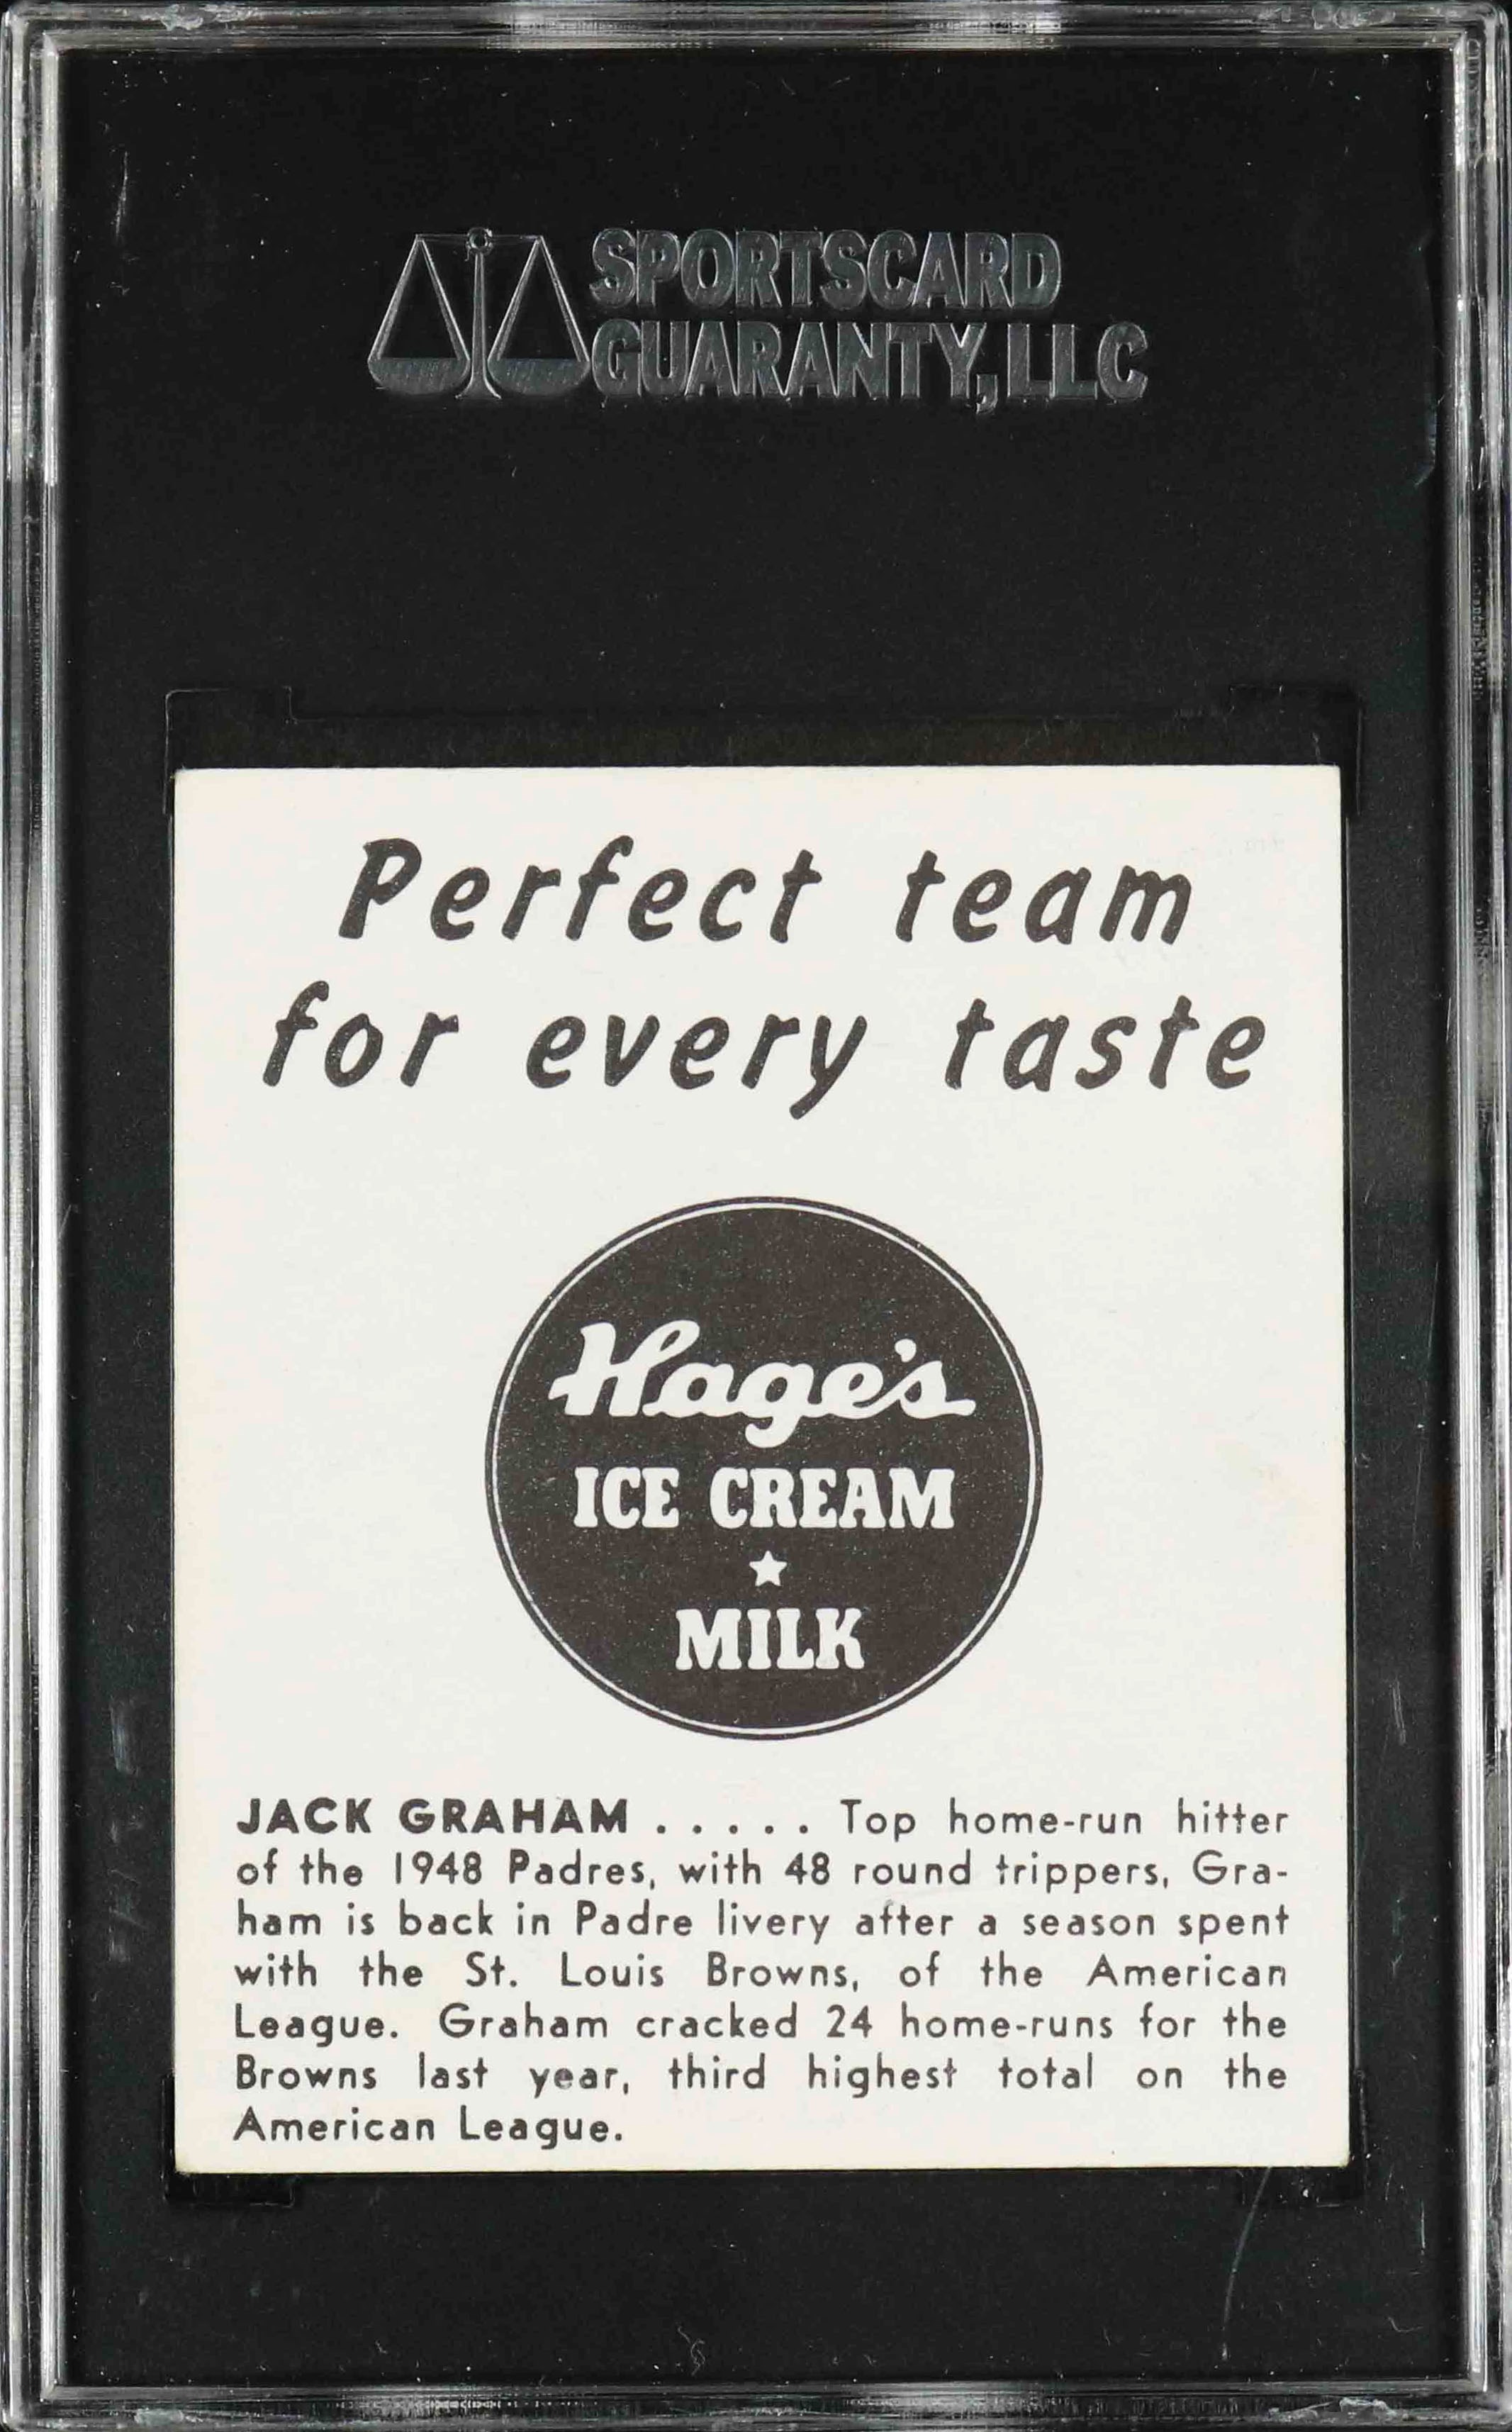 SPORTSCARD
GUARANTY, LLC
Perfect team
for every taste
Hage's
ICE CREAM
MILK
JACK GRAHAM . . . . . Top home-run hitter
of the 1948 Padres, with 48 round trippers, Gra-
ham is back in Padre livery after a season spent
with the St. Louis Browns, of the American
League. Graham cracked 24 home-runs for the
Browns last year, third highest total on the
American League.